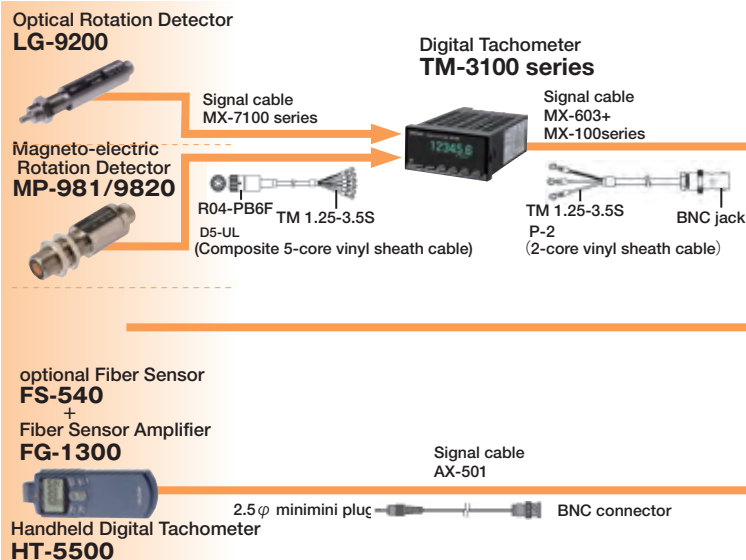 Optical Rotation Detector
LG-9200
Digital Tachometer
TM-3100 series
Signal cable
MX-7100 series
Signal cable
MX-603+
MX-100series
12345.6
Magneto-electric
Rotation Detector
MP-981/9820
R04-PB6F
TM 1.25-3.5S
D5-UL
(Composite 5-core vinyl sheath cable)
TM 1.25-3.5S
BNC jack
P-2
(2-core vinyl sheath cable)
optional Fiber Sensor
FS-540
+
Fiber Sensor Amplifier
FG-1300
Signal cable
AX-501
2.5φ minimini plug
BNC connector
Handheld Digital Tachometer
HT-5500